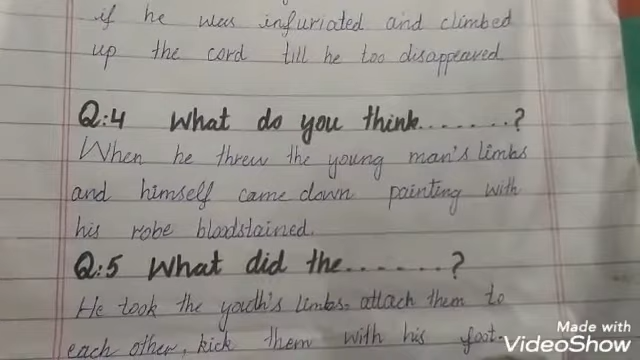 if he was infuriated and climbed
up the cord till he too disappeared
Q:4 What do you think.......?
When he threw the young man's limbs
and himself came down painting with
his robe bloodstained.
Q:5 What did the.......?
He took the youth's limbs. attach them to
each other, kick them with his foot.
Made with
VideoShow